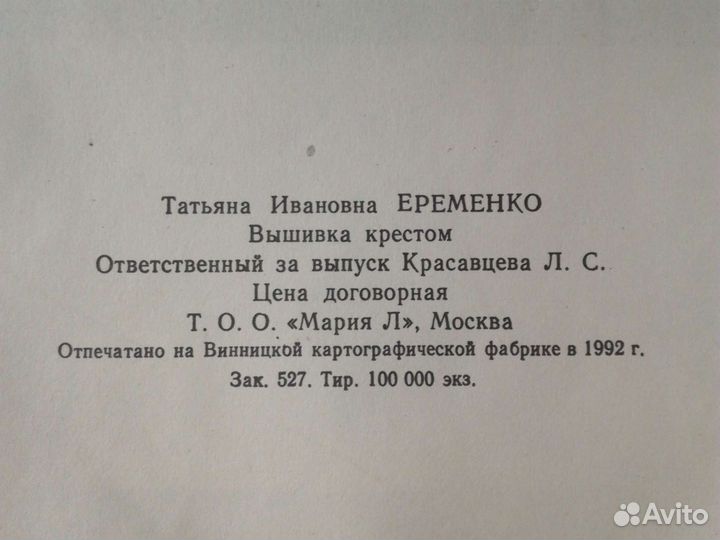 Татьяна Ивановна ЕРЕМЕНКО
Вышивка крестом
Ответственный за выпуск Красавцева Л. С.
Цена договорная
Т. О. О. «Мария Л», Москва
Отпечатано на Винницкой картографической фабрике в 1992 г.
Зак. 527. Тир. 100 000 экз.
Avito